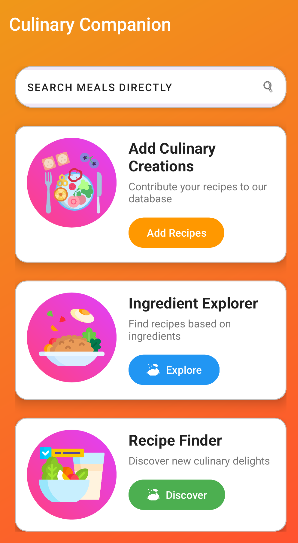 Culinary Companion
SEARCH MEALS DIRECTLY
Add Culinary
Creations
Contribute your recipes to our
database
Add Recipes
Ingredient Explorer
Find recipes based on
ingredients
Explore
Recipe Finder
Discover new culinary delights
Discover